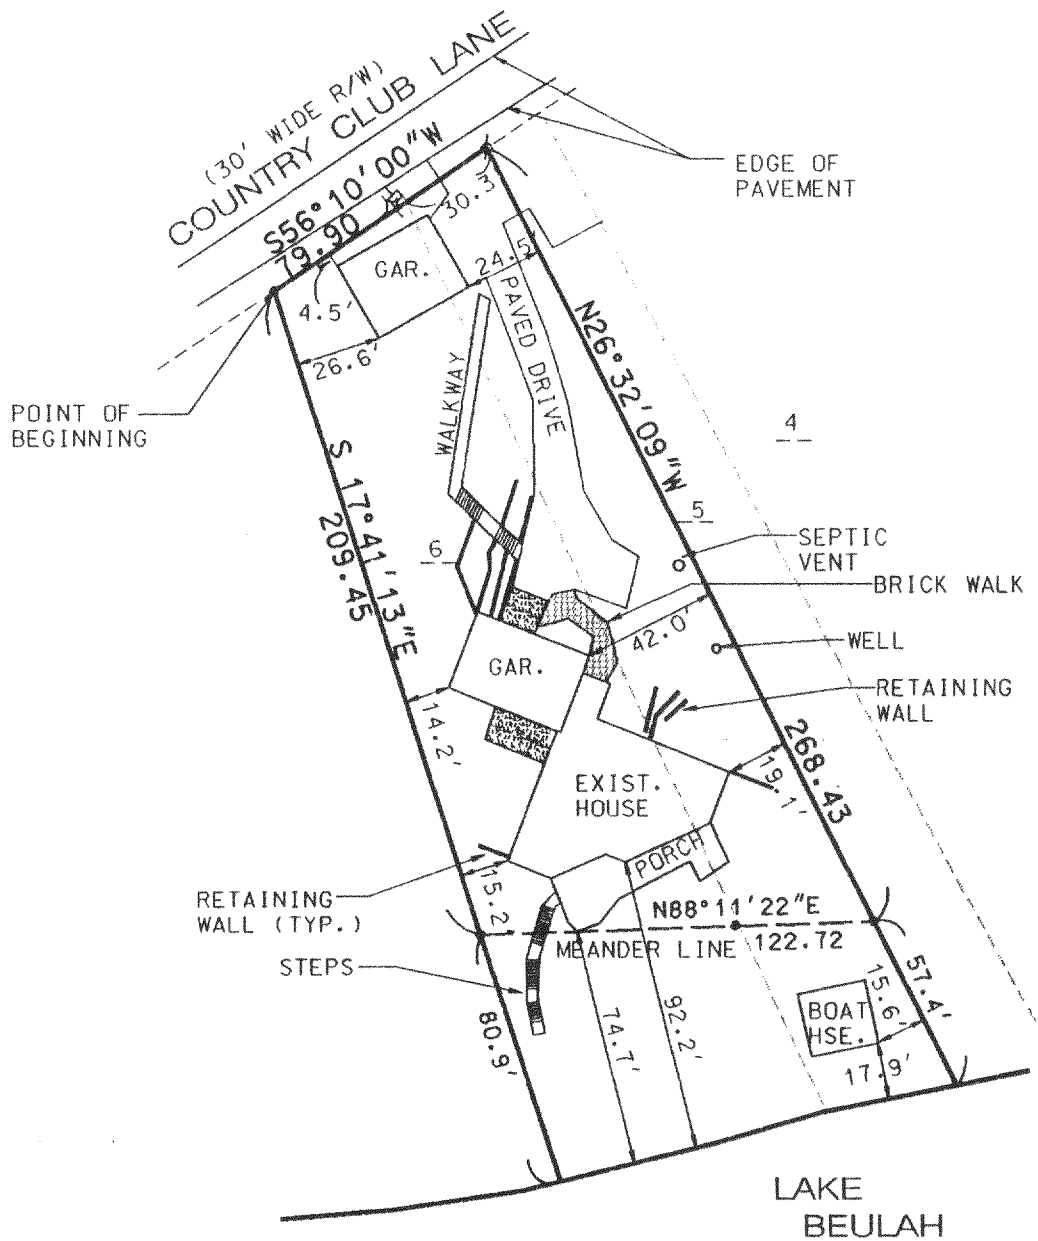 (30' WIDE R/W)
COUNTRY CLUB LANE
S56°10'00"W
79.90
EDGE OF
PAVEMENT
30.3'
GAR.
24.5'
4.5'
26.6'
PAVED DRIVE
WALKWAY
N26°32'09"W
POINT OF
BEGINNING
4
S 17°41'13"E
209.45
5
6
SEPTIC
VENT
BRICK WALK
42.0'
WELL
GAR.
RETAINING
WALL
14.2'
268.43
19.1'
EXIST.
HOUSE
PORCH
RETAINING
WALL (TYP.)
15.2'
N88°11'22"E
MEANDER LINE
122.72
STEPS
57.4'
15.6'
BOAT
HSE.
80.9'
74.7'
92.2'
17.9'
LAKE
BEULAH